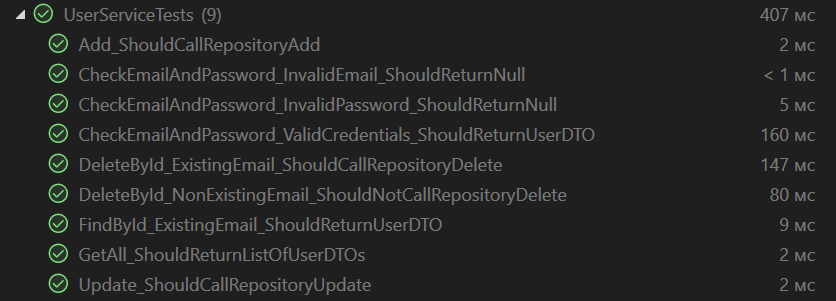 UserServiceTests (9) 407 мс
Add_ShouldCallRepositoryAdd 2 мс
CheckEmailAndPassword_InvalidEmail_ShouldReturnNull < 1 мс
CheckEmailAndPassword_InvalidPassword_ShouldReturnNull 5 мс
CheckEmailAndPassword_ValidCredentials_ShouldReturnUserDTO 160 мс
DeleteById_ExistingEmail_ShouldCallRepositoryDelete 147 мс
DeleteById_NonExistingEmail_ShouldNotCallRepositoryDelete 80 мс
FindById_ExistingEmail_ShouldReturnUserDTO 9 мс
GetAll_ShouldReturnListOfUserDTOs 2 мс
Update_ShouldCallRepositoryUpdate 2 мс